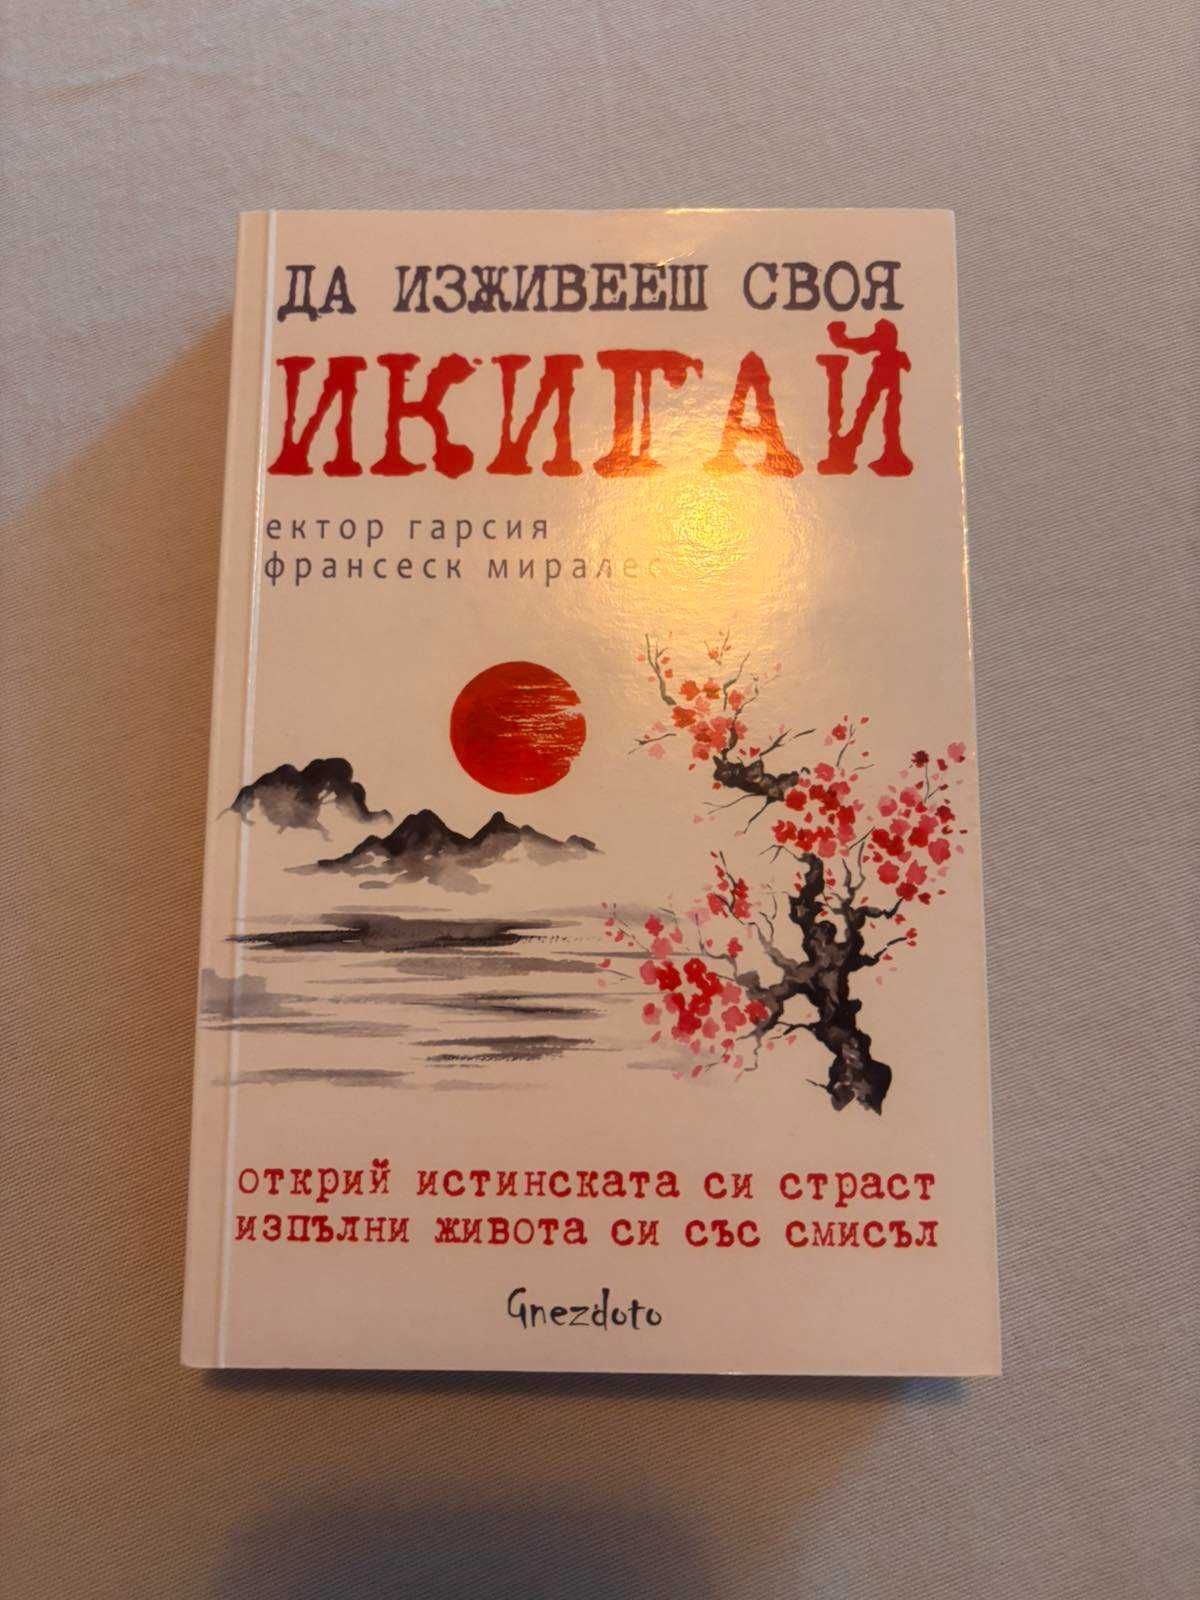 ДА ИЗЖИВЕЕШ СВОЯ
ИКИГАЙ
ектор гарсия
франсеск миралес
открий истинската си страст
изпълни живота си със смисъл
Gnezdoto